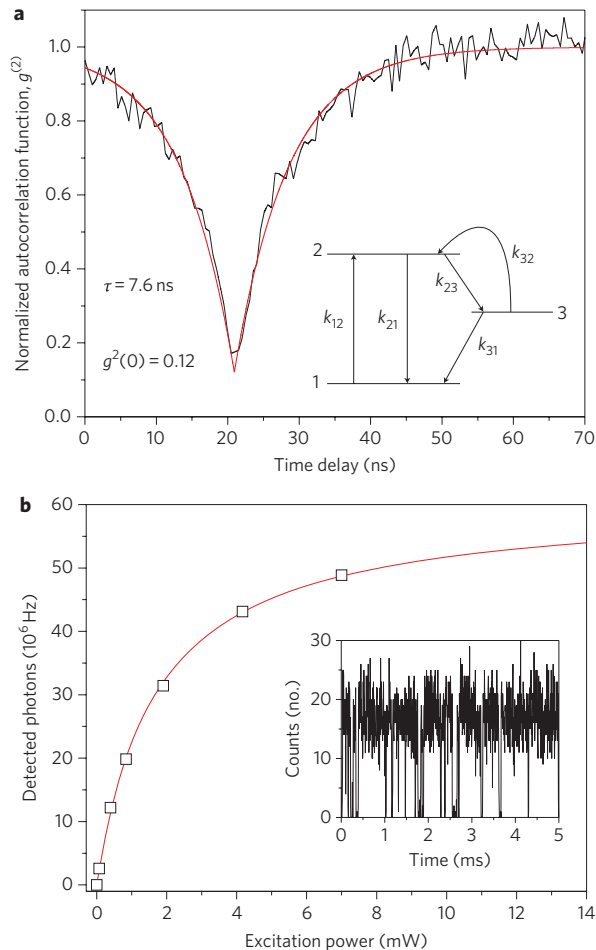 a
Normalized autocorrelation function, g(2)
1.0
0.8
0.6
0.4
0.2
0.0
τ = 7.6 ns
g²(0) = 0.12
2
k12
k21
k23
k32
3
k31
1
0 10 20 30 40 50 60 70
Time delay (ns)
b
Detected photons (10⁶ Hz)
60
50
40
30
20
10
0
Counts (no.)
30
20
10
0
0 1 2 3 4 5
Time (ms)
0 2 4 6 8 10 12 14
Excitation power (mW)